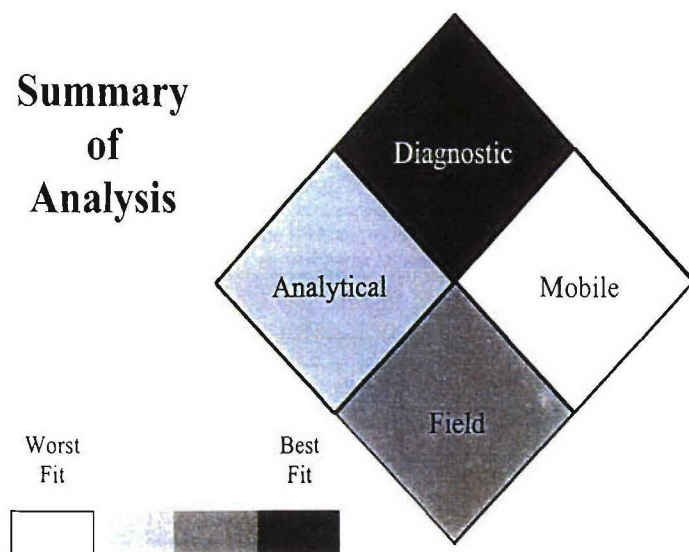 Summary
of
Analysis
Diagnostic
Analytical
Mobile
Field
Worst
Fit
Best
Fit